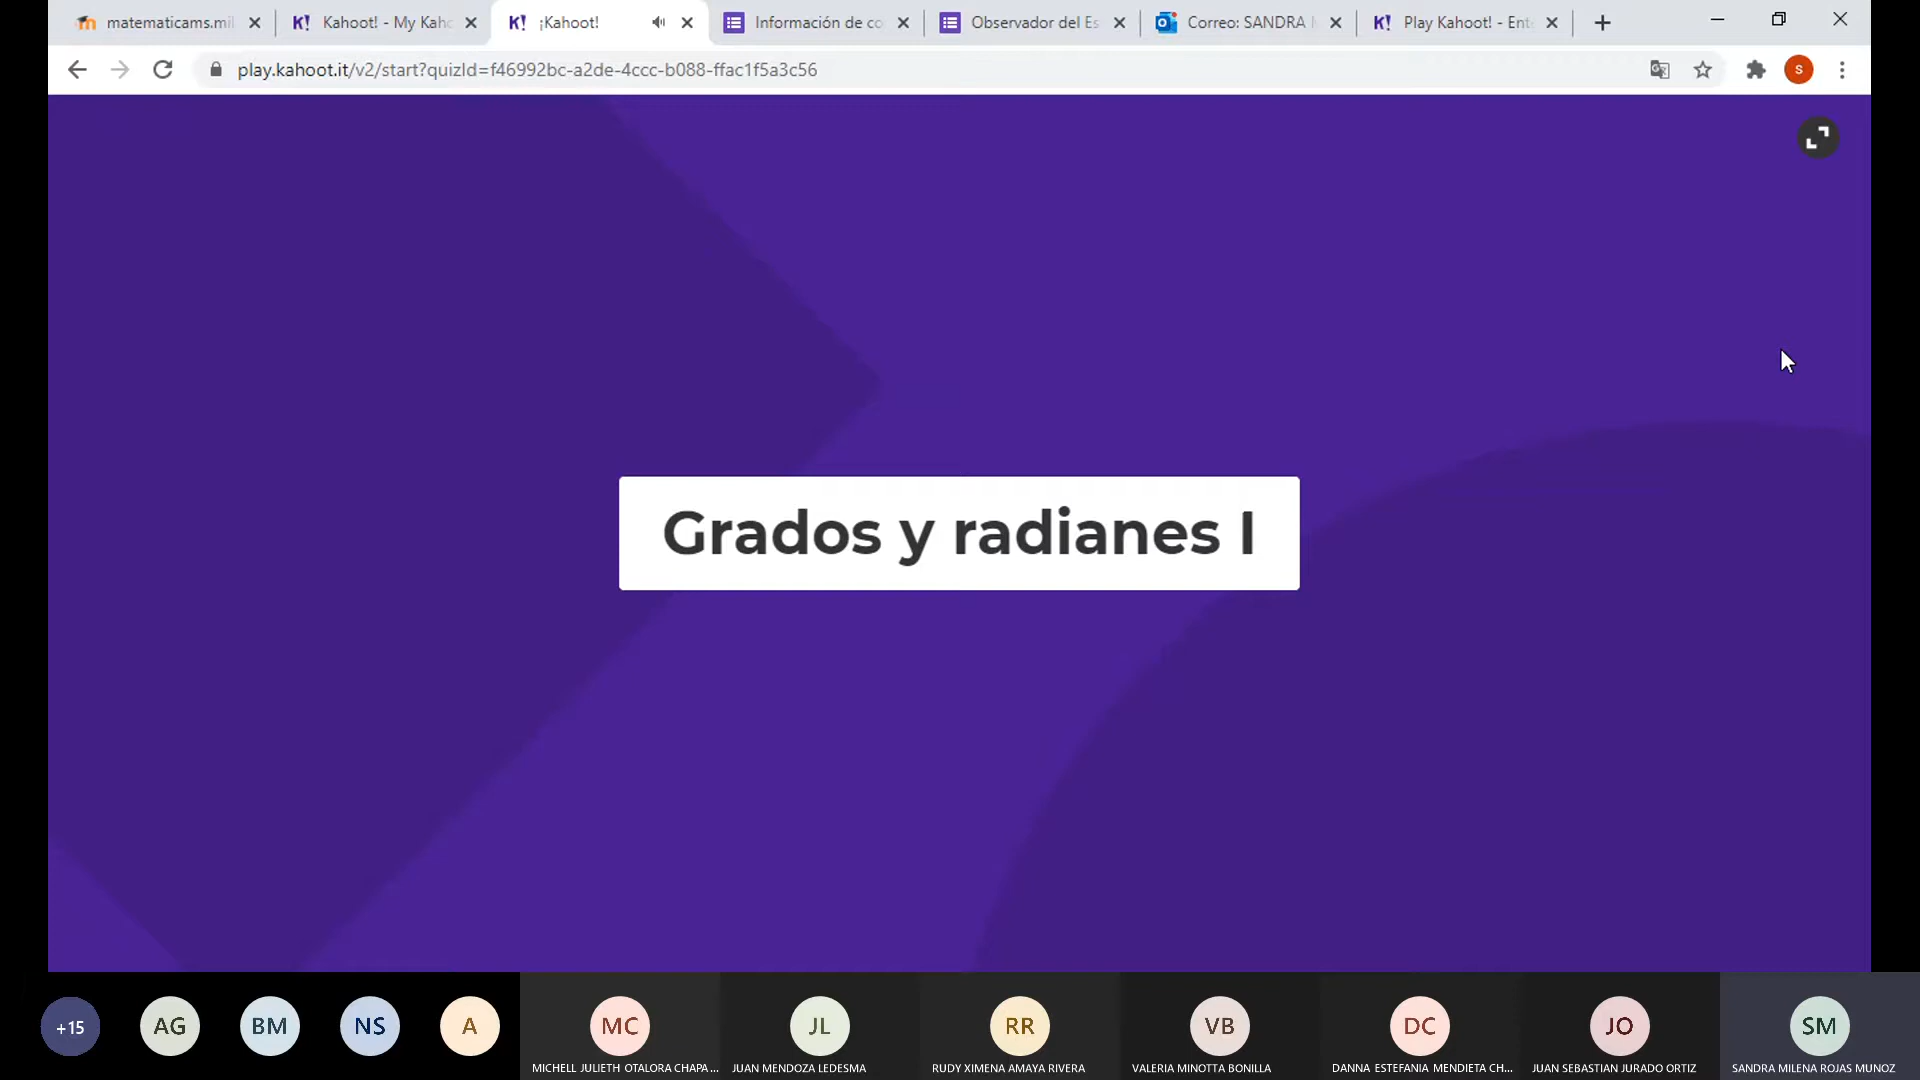 matematicams.mil
Kahoot! - My Kaho
¡Kahoot!
Información de co
Observador del Es
Correo: SANDRA
Play Kahoot! - Ent
play.kahoot.it/v2/start?quizId=f46992bc-a2de-4ccc-b088-ffac1f5a3c56
S
Grados y radianes I
+15
AG
BM
NS
A
MC
JL
RR
VB
DC
JO
SM
MICHELL JULIETH OTALORA CHAPA...
JUAN MENDOZA LEDESMA
RUDY XIMENA AMAYA RIVERA
VALERIA MINOTTA BONILLA
DANNA ESTEFANIA MENDIETA CH...
JUAN SEBASTIAN JURADO ORTIZ
SANDRA MILENA ROJAS MUNOZ